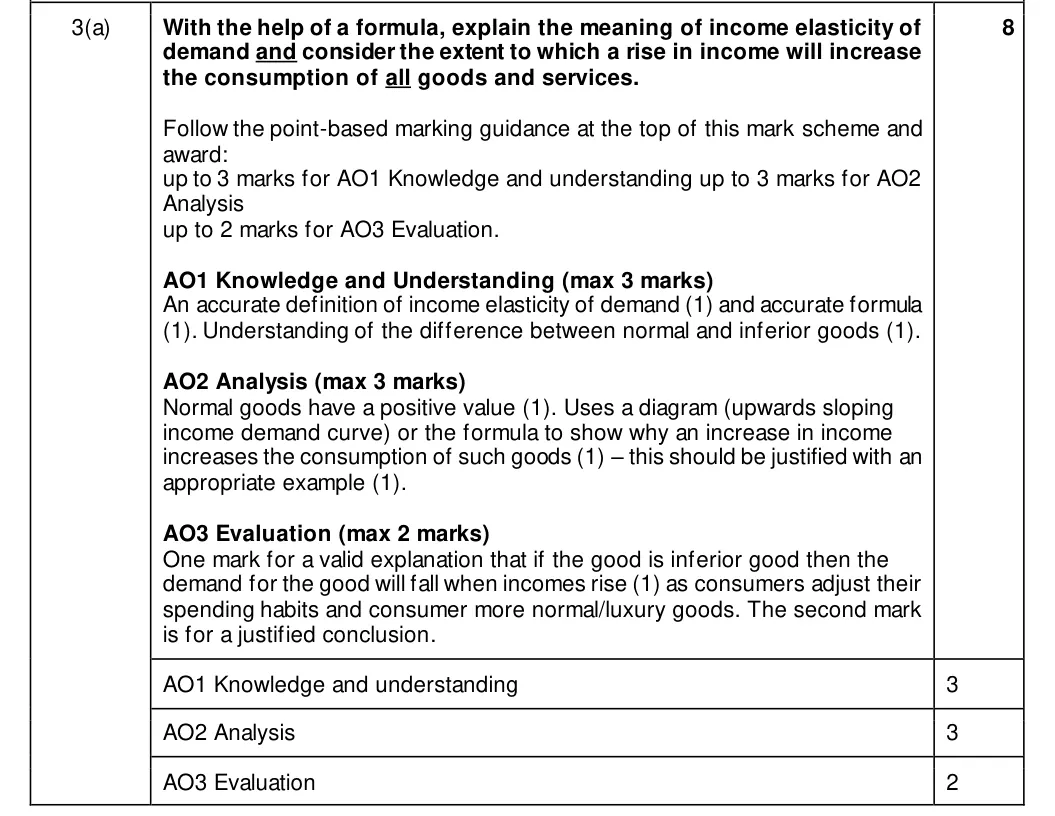 3(a)
With the help of a formula, explain the meaning of income elasticity of
demand and consider the extent to which a rise in income will increase
the consumption of all goods and services.
8
Follow the point-based marking guidance at the top of this mark scheme and
award:
up to 3 marks for AO1 Knowledge and understanding up to 3 marks for AO2
Analysis
up to 2 marks for AO3 Evaluation.
AO1 Knowledge and Understanding (max 3 marks)
An accurate definition of income elasticity of demand (1) and accurate formula
(1). Understanding of the difference between normal and inferior goods (1).
AO2 Analysis (max 3 marks)
Normal goods have a positive value (1). Uses a diagram (upwards sloping
income demand curve) or the formula to show why an increase in income
increases the consumption of such goods (1) – this should be justified with an
appropriate example (1).
AO3 Evaluation (max 2 marks)
One mark for a valid explanation that if the good is inferior good then the
demand for the good will fall when incomes rise (1) as consumers adjust their
spending habits and consumer more normal/luxury goods. The second mark
is for a justified conclusion.
AO1 Knowledge and understanding 3
AO2 Analysis 3
AO3 Evaluation 2